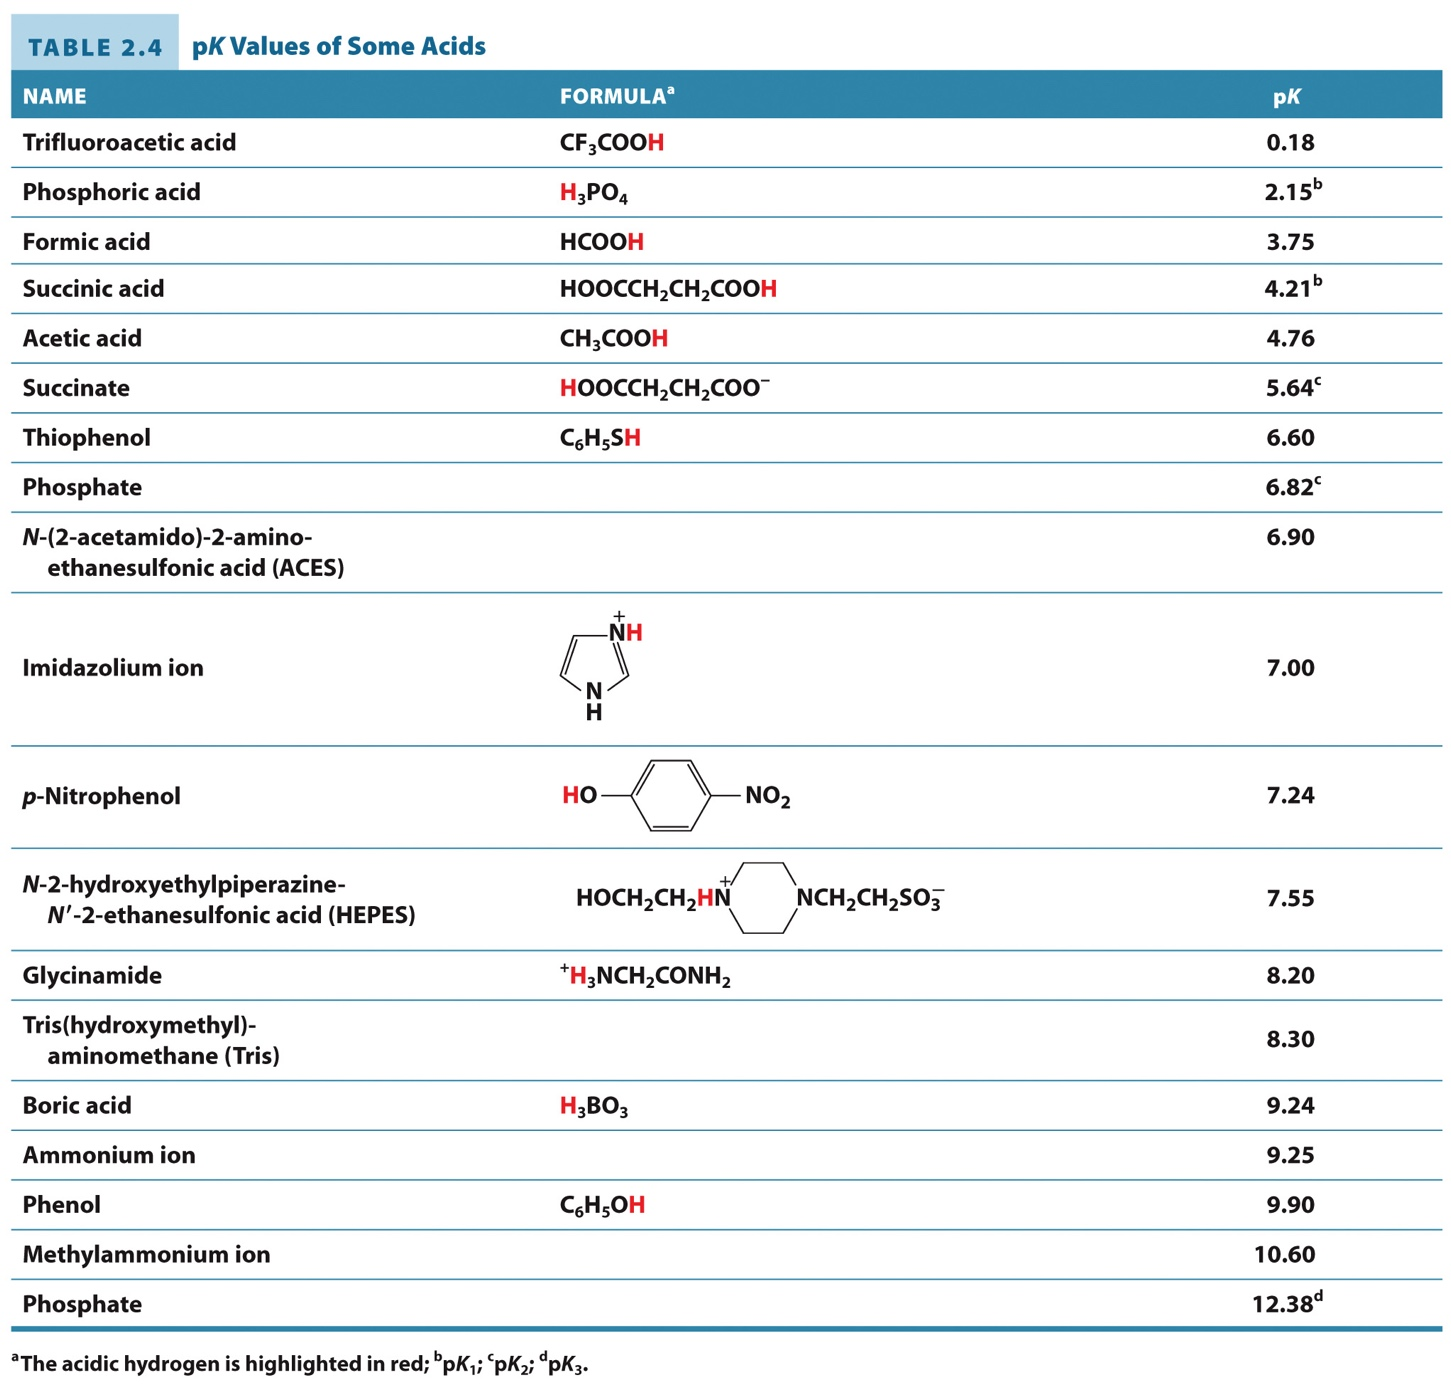 TABLE 2.4 pK Values of Some Acids
NAME FORMULAᵃ pK
Trifluoroacetic acid CF₃COOH 0.18
Phosphoric acid H₃PO₄ 2.15ᵇ
Formic acid HCOOH 3.75
Succinic acid HOOCCH₂CH₂COOH 4.21ᵇ
Acetic acid CH₃COOH 4.76
Succinate HOOCCH₂CH₂COO⁻ 5.64ᶜ
Thiophenol C₆H₅SH 6.60
Phosphate 6.82ᶜ
N-(2-acetamido)-2-amino- 6.90
ethanesulfonic acid (ACES)
+
NH
Imidazolium ion 7.00
N
H
p-Nitrophenol HO NO₂ 7.24
N-2-hydroxyethylpiperazine-
+
HOCH₂CH₂HN NCH₂CH₂SO₃⁻ 7.55
N′-2-ethanesulfonic acid (HEPES)
Glycinamide ⁺H₃NCH₂CONH₂ 8.20
Tris(hydroxymethyl)-
8.30
aminomethane (Tris)
Boric acid H₃BO₃ 9.24
Ammonium ion 9.25
Phenol C₆H₅OH 9.90
Methylammonium ion 10.60
Phosphate 12.38ᵈ
ᵃThe acidic hydrogen is highlighted in red; ᵇpK₁; ᶜpK₂; ᵈpK₃.